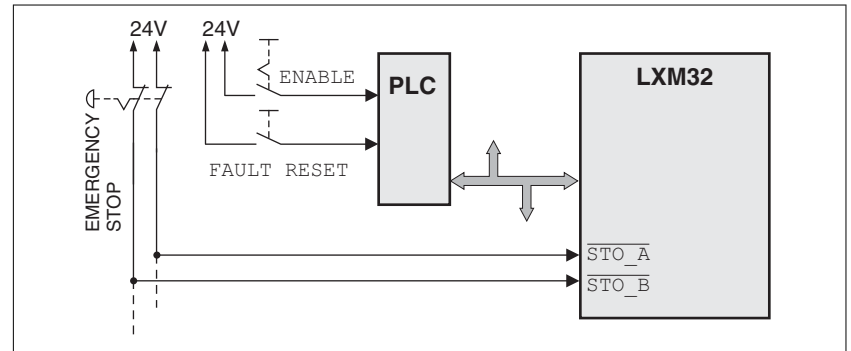 24V 24V
ENABLE
PLC
LXM32
FAULT RESET
EMERGENCY
STOP
STO_A
STO_B